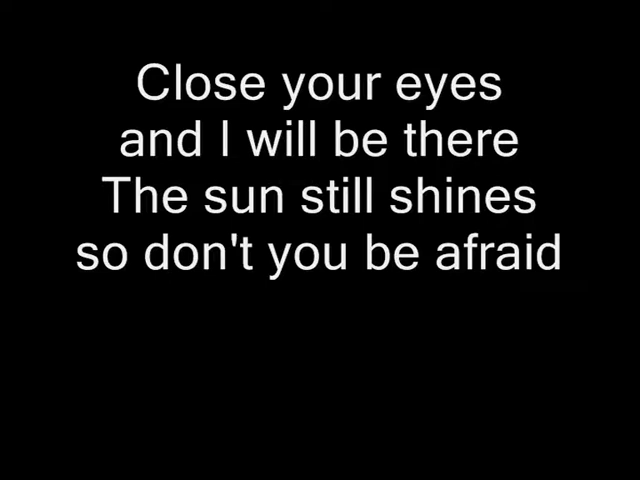 Close your eyes
and I will be there
The sun still shines
so don't you be afraid